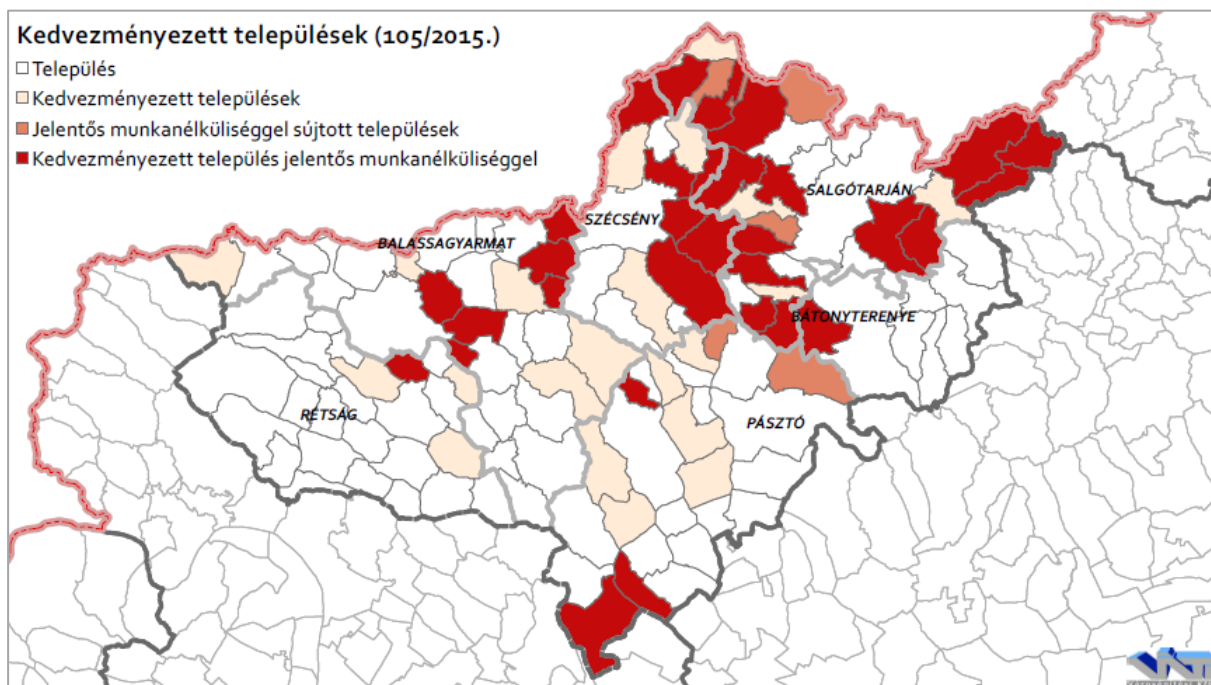 Kedvezményezett települések (105/2015.)
Település
Kedvezményezett települések
Jelentős munkanélküliséggel sújtott települések
Kedvezményezett település jelentős munkanélküliséggel
SALGÓTARJÁN
SZÉCSÉNY
BALASSAGYARMAT
BÁTONYTERENYE
RÉTSÁG
PÁSZTÓ